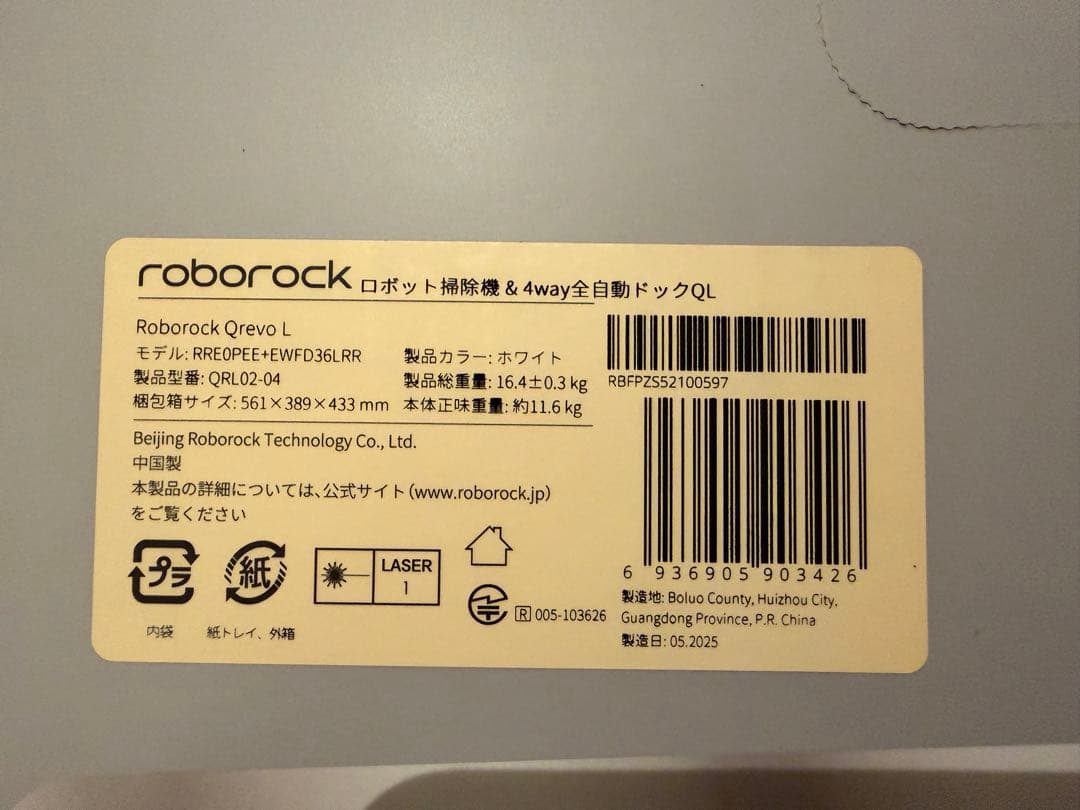 roborock ロボット掃除機 & 4way全自動ドックQL
Roborock Qrevo L
モデル: RRE0PEE+EWFD36LRR
製品カラー: ホワイト
製品型番: QRL02-04
製品総重量: 16.4±0.3 kg
梱包箱サイズ: 561×389×433 mm
本体正味重量: 約11.6 kg
Beijing Roborock Technology Co., Ltd.
中国製
本製品の詳細については、公式サイト(www.roborock.jp)
をご覧ください
プラ
内袋
紙
紙トレイ、外箱
LASER
1
R 005-103626
RBFPZS52100597
6 936905 903426
製造地: Boluo County, Huizhou City,
Guangdong Province, P.R. China
製造日: 05.2025